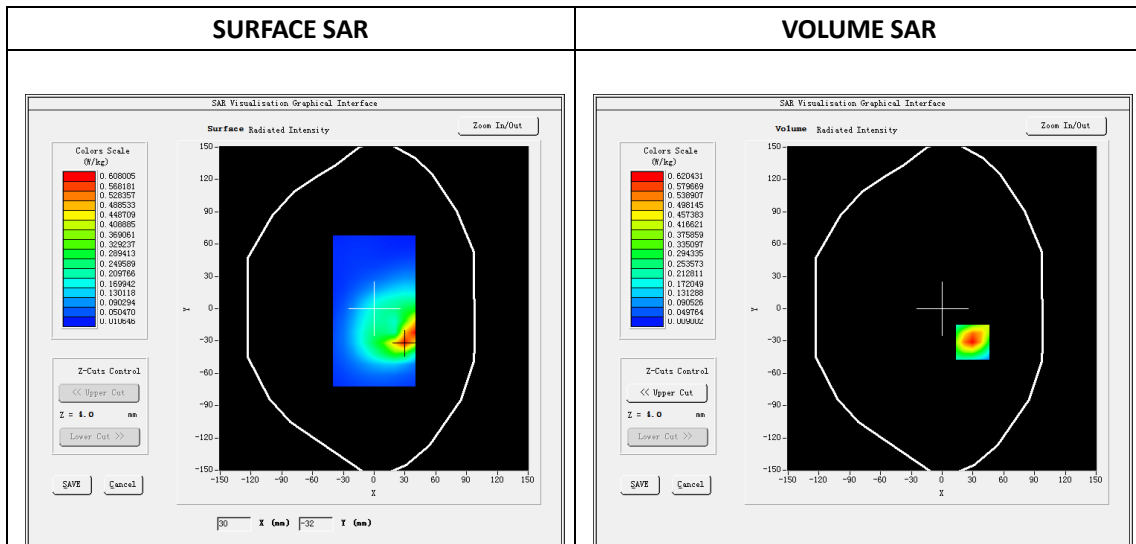 SURFACE SAR
VOLUME SAR
SAR Visualisation Graphical Interface
Surface Radiated Intensity
Zoom In/Out
Colors Scale
(W/kg)
0.608005
0.568181
0.528357
0.488533
0.448709
0.408885
0.369061
0.329237
0.289413
0.249589
0.209766
0.169942
0.130118
0.090294
0.050470
0.010646
Z-Cuts Control
<< Upper Cut
Z = 4.0 mm
Lower Cut >>
SAVE
Cancel
150
120
90
60
30
0
-30
-60
-90
-120
-150
Y
-150 -120 -90 -60 -30 0 30 60 90 120 150
X
30 X (mm) -32 Y (mm)
SAR Visualisation Graphical Interface
Volume Radiated Intensity
Zoom In/Out
Colors Scale
(W/kg)
0.620431
0.579669
0.538907
0.498145
0.457383
0.416621
0.375859
0.335097
0.294335
0.253573
0.212811
0.172049
0.131288
0.090526
0.049764
0.009002
Z-Cuts Control
<< Upper Cut
Z = 4.0 mm
Lower Cut >>
SAVE
Cancel
150
120
90
60
30
0
-30
-60
-90
-120
-150
Y
-150 -120 -90 -60 -30 0 30 60 90 120 150
X